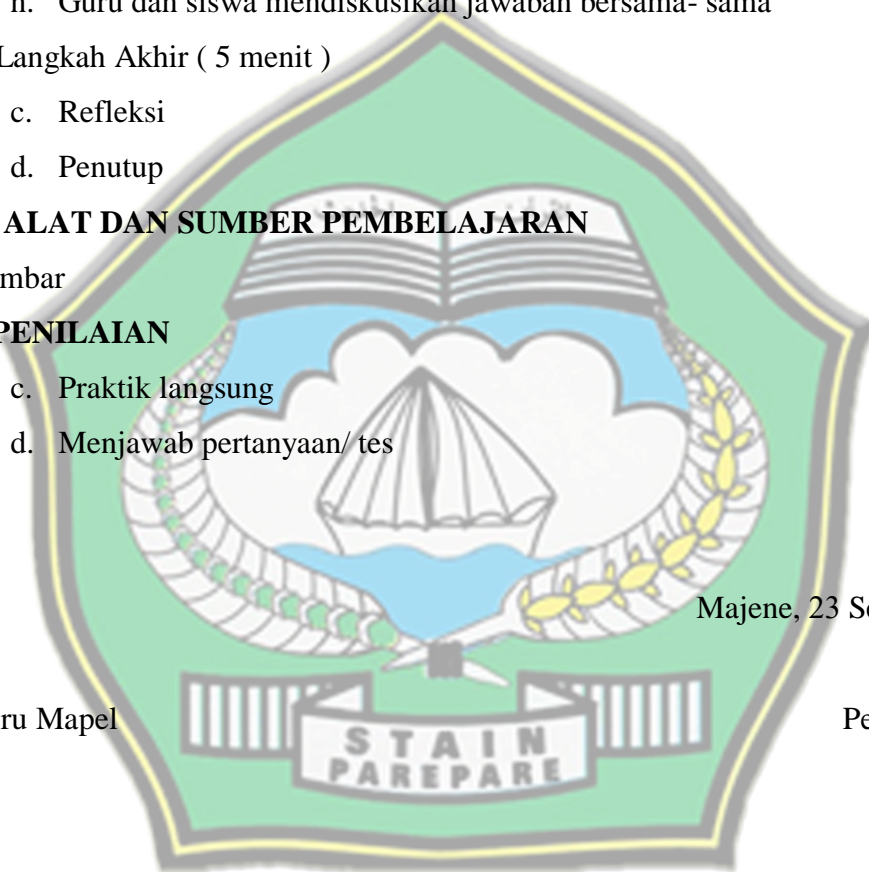 h. Guru dan siswa mendiskusikan jawaban bersama- sama
Langkah Akhir ( 5 menit )
c. Refleksi
d. Penutup
ALAT DAN SUMBER PEMBELAJARAN
mbar
PENILAIAN
c. Praktik langsung
d. Menjawab pertanyaan/ tes
Majene, 23 Se
ru Mapel Pe
STAIN
PAREPARE